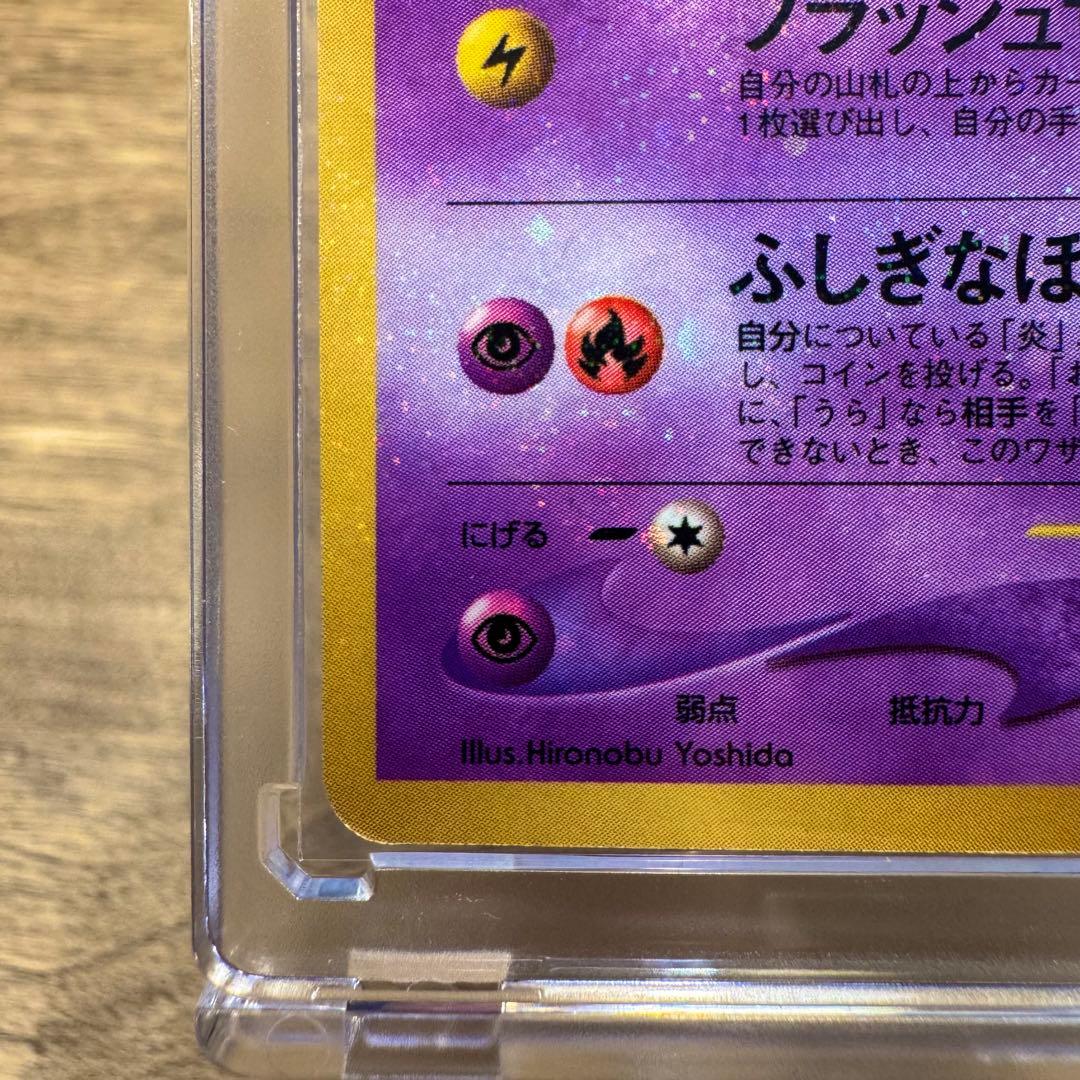 フラッシュ
自分の山札の上からカー
1枚選び出し、自分の手
ふしぎなほ
自分についている「炎」
し、コインを投げる。「お
に、「うら」なら相手を「
できないとき、このワザ
にげる
弱点 抵抗力
Illus.Hironobu Yoshida